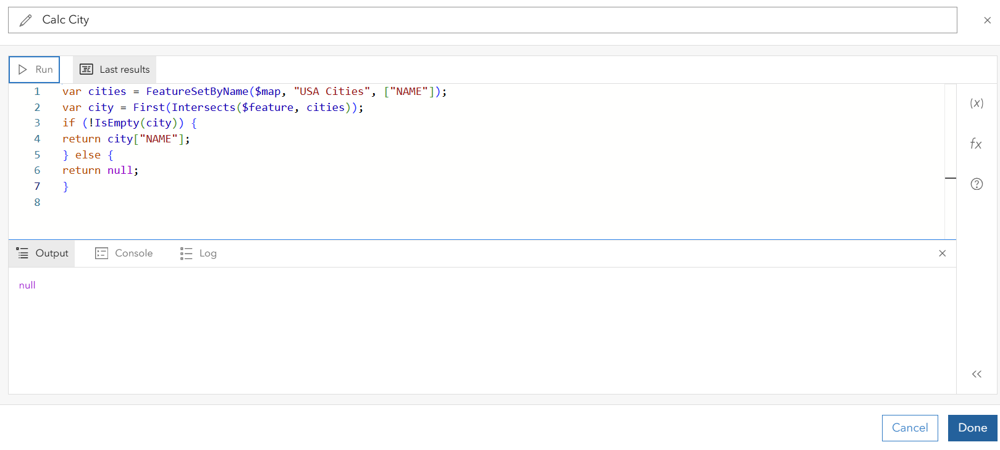 Calc City
Run
Last results
1 var cities = FeatureSetByName($map, "USA Cities", ["NAME"]);
2 var city = First(Intersects($feature, cities));
3 if (!IsEmpty(city)) {
4 return city["NAME"];
5 } else {
6 return null;
7 }
8
(x)
fx
?
Output
Console
Log
null
Cancel
Done